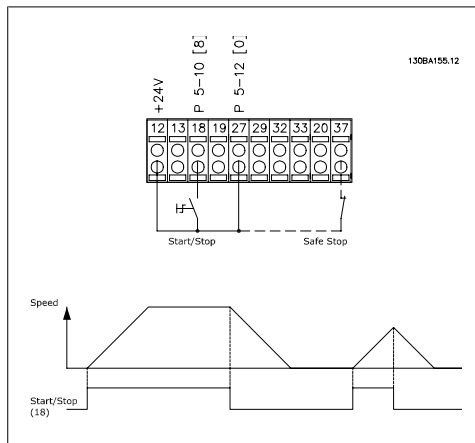 130BA155.12
+24V
P 5-10 [8]
P 5-12 [0]
12 13 18 19 27 29 32 33 20 37
Start/Stop Safe Stop
Speed
Start/Stop
(18)